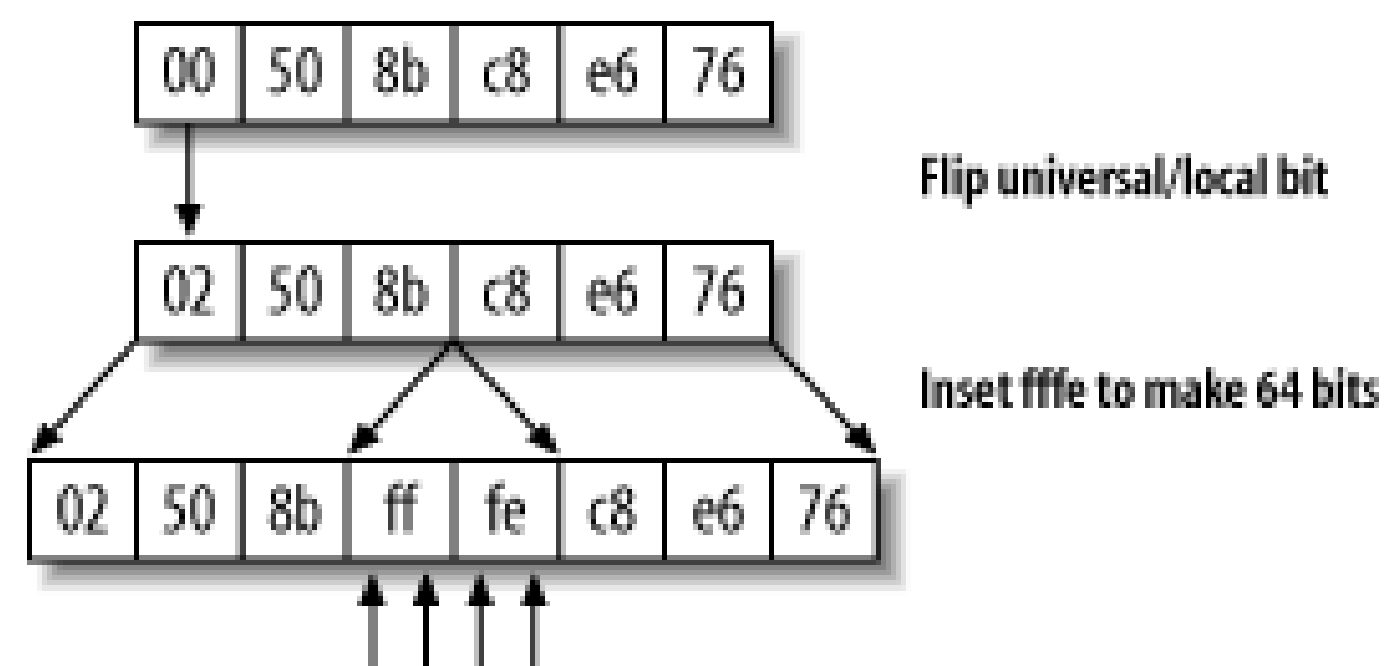 00 50 8b c8 e6 76
Flip universal/local bit
02 50 8b c8 e6 76
Inset fffe to make 64 bits
02 50 8b ff fe c8 e6 76